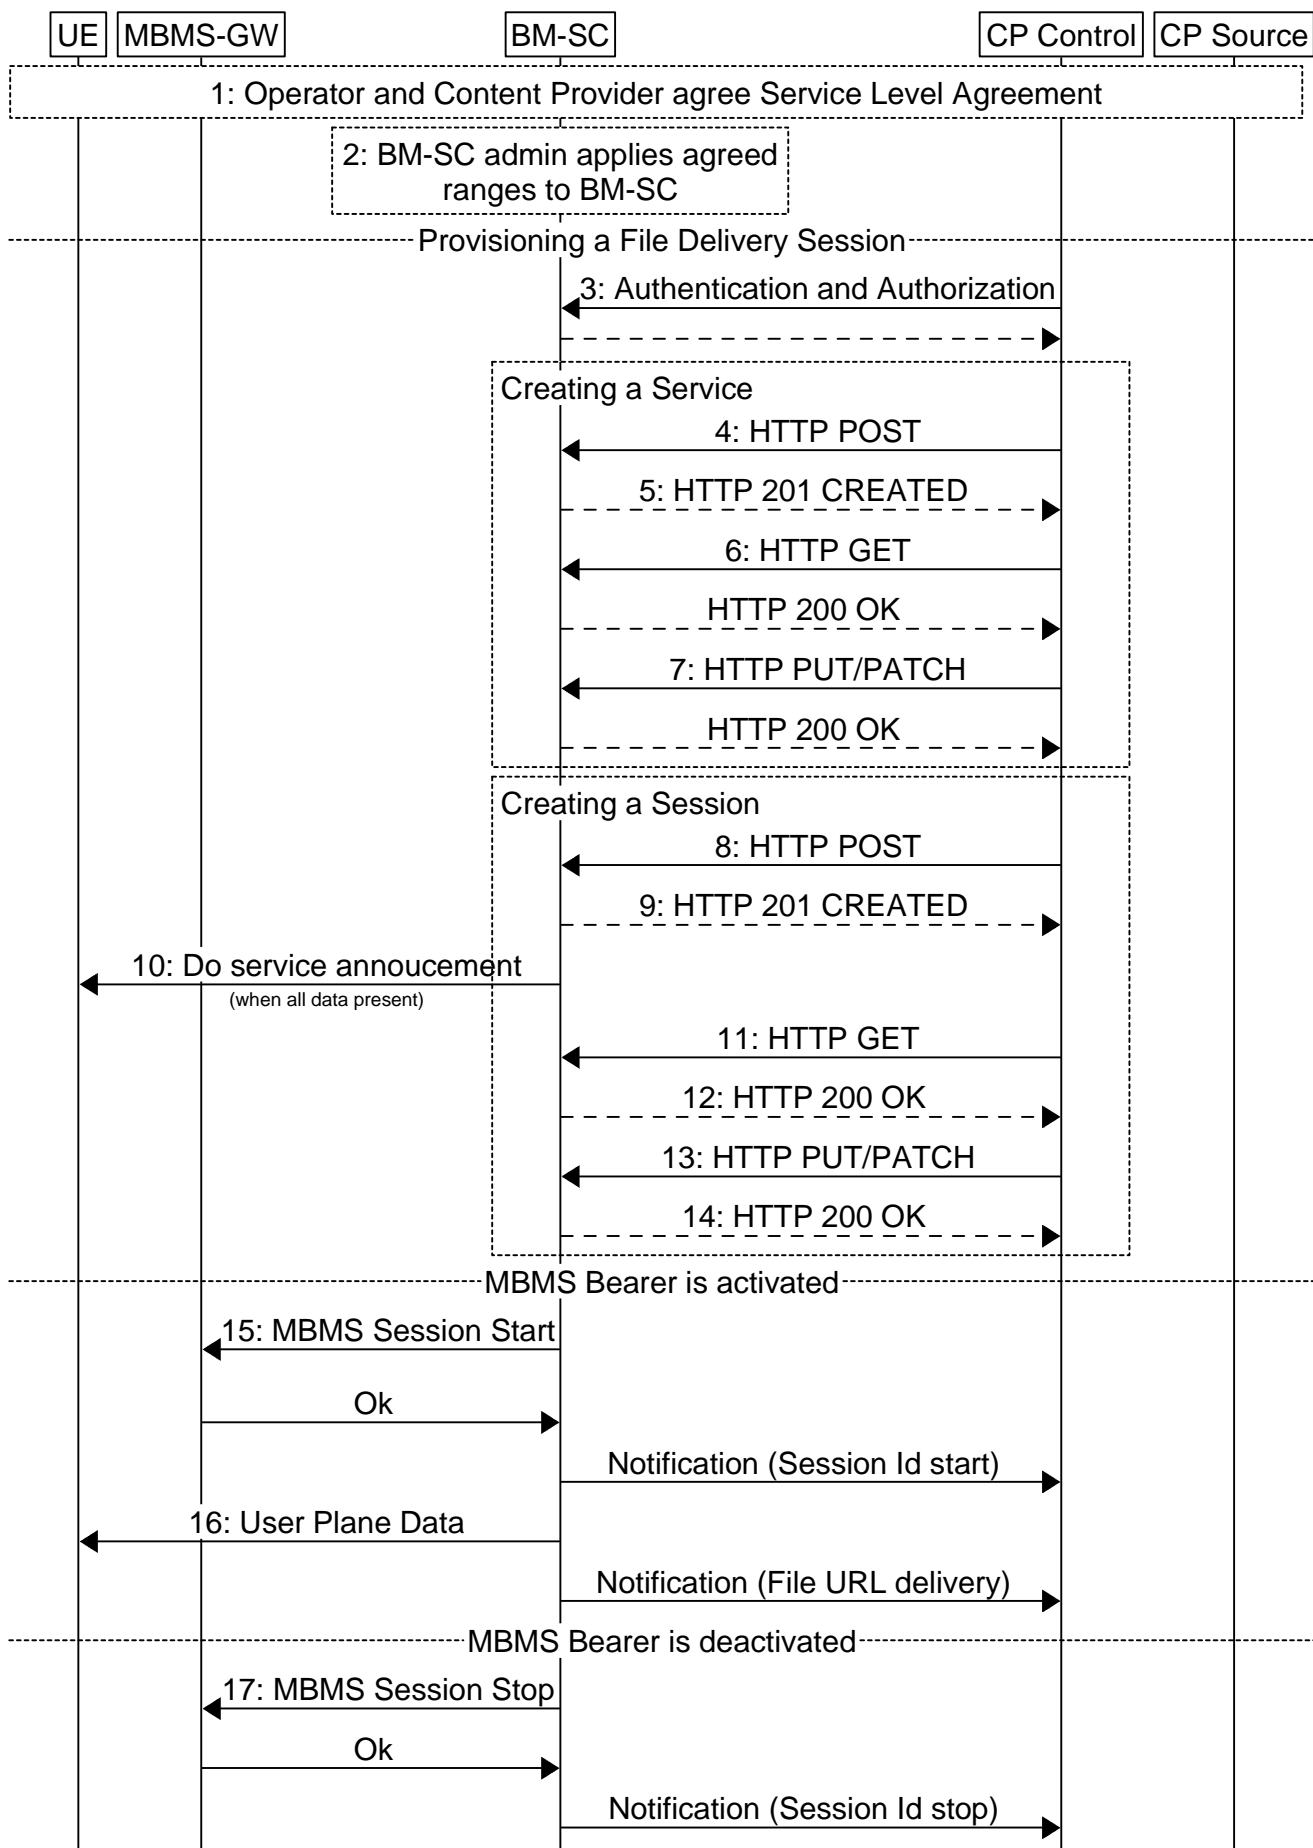 UE
MBMS-GW
BM-SC
CP Control
CP Source
1: Operator and Content Provider agree Service Level Agreement
2: BM-SC admin applies agreed
ranges to BM-SC
Provisioning a File Delivery Session
3: Authentication and Authorization
Creating a Service
4: HTTP POST
5: HTTP 201 CREATED
6: HTTP GET
HTTP 200 OK
7: HTTP PUT/PATCH
HTTP 200 OK
Creating a Session
8: HTTP POST
9: HTTP 201 CREATED
10: Do service annoucement
(when all data present)
11: HTTP GET
12: HTTP 200 OK
13: HTTP PUT/PATCH
14: HTTP 200 OK
MBMS Bearer is activated
15: MBMS Session Start
Ok
Notification (Session Id start)
16: User Plane Data
Notification (File URL delivery)
MBMS Bearer is deactivated
17: MBMS Session Stop
Ok
Notification (Session Id stop)